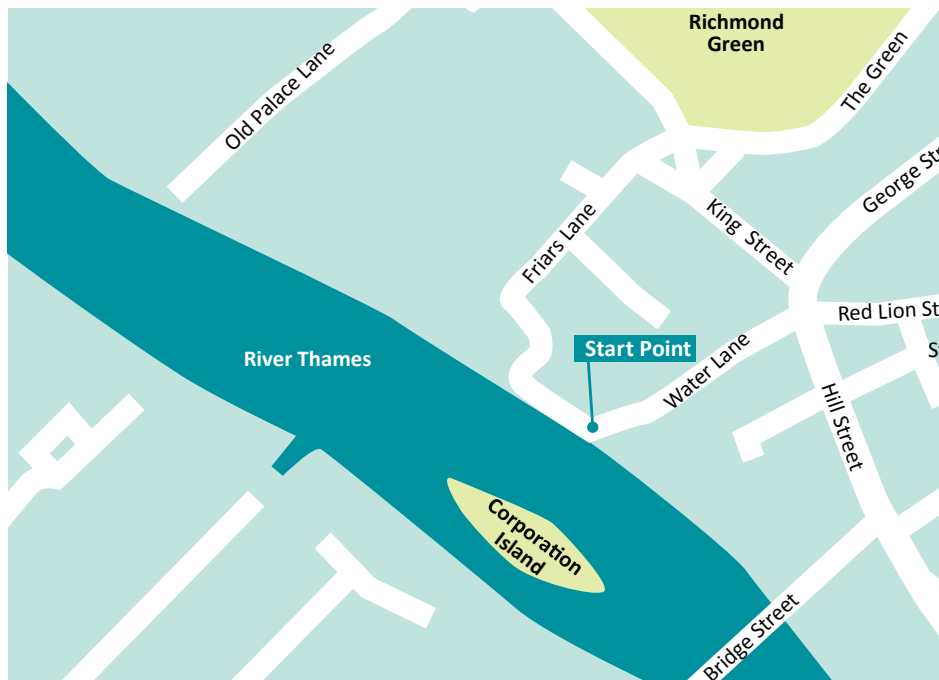 Richmond
Green
Old Palace Lane
The Green
George Str
Friars Lane
King Street
Red Lion St
Start Point
St
River Thames
Water Lane
Hill Street
Corporation
Island
Bridge Street